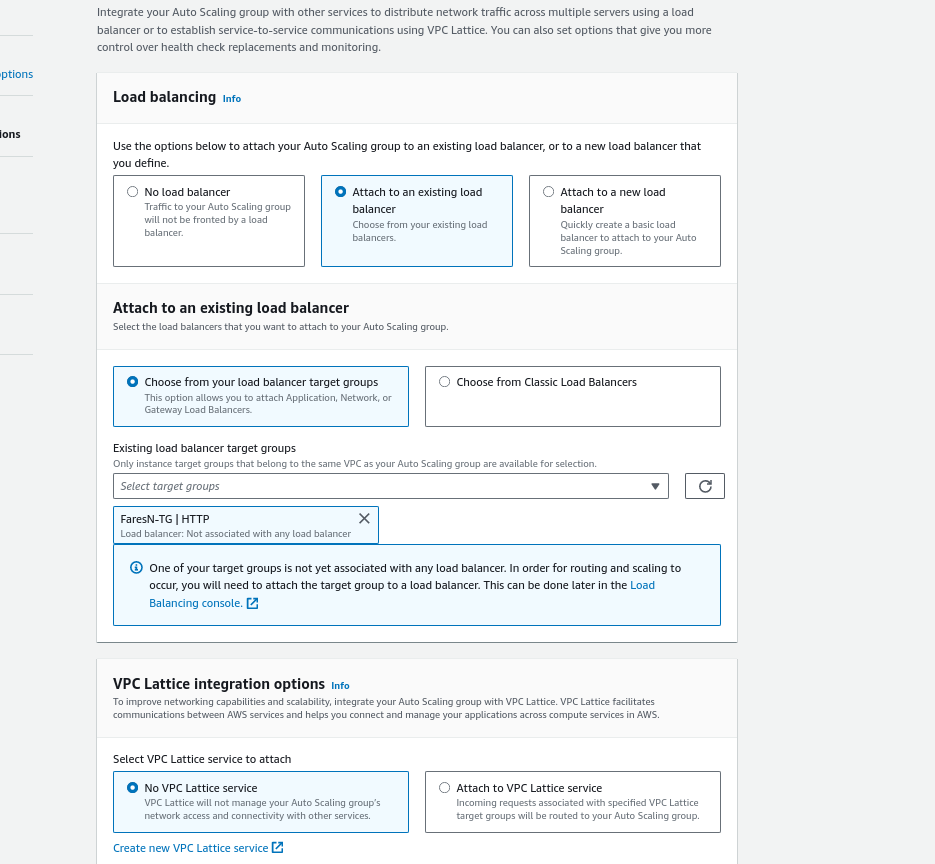 Integrate your Auto Scaling group with other services to distribute network traffic across multiple servers using a load
balancer or to establish service-to-service communications using VPC Lattice. You can also set options that give you more
control over health check replacements and monitoring.
options
ions
Load balancing Info
Use the options below to attach your Auto Scaling group to an existing load balancer, or to a new load balancer that
you define.
No load balancer
Traffic to your Auto Scaling group
will not be fronted by a load
balancer.
Attach to an existing load
balancer
Choose from your existing load
balancers.
Attach to a new load
balancer
Quickly create a basic load
balancer to attach to your Auto
Scaling group.
Attach to an existing load balancer
Select the load balancers that you want to attach to your Auto Scaling group.
Choose from your load balancer target groups
This option allows you to attach Application, Network, or
Gateway Load Balancers.
Choose from Classic Load Balancers
Existing load balancer target groups
Only instance target groups that belong to the same VPC as your Auto Scaling group are available for selection.
Select target groups
FaresN-TG | HTTP
Load balancer: Not associated with any load balancer
One of your target groups is not yet associated with any load balancer. In order for routing and scaling to
occur, you will need to attach the target group to a load balancer. This can be done later in the Load
Balancing console.
VPC Lattice integration options Info
To improve networking capabilities and scalability, integrate your Auto Scaling group with VPC Lattice. VPC Lattice facilitates
communications between AWS services and helps you connect and manage your applications across compute services in AWS.
Select VPC Lattice service to attach
No VPC Lattice service
VPC Lattice will not manage your Auto Scaling group's
network access and connectivity with other services.
Attach to VPC Lattice service
Incoming requests associated with specified VPC Lattice
target groups will be routed to your Auto Scaling group.
Create new VPC Lattice service